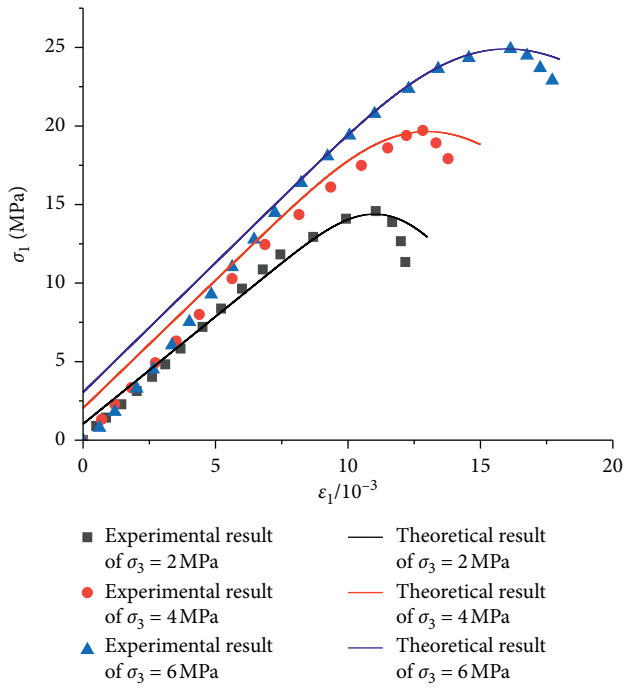 25
20
15
10
5
0
σ₁ (MPa)
0 5 10 15 20
ε₁/10⁻³
Experimental result
of σ₃ = 2 MPa
Theoretical result
of σ₃ = 2 MPa
Experimental result
of σ₃ = 4 MPa
Theoretical result
of σ₃ = 4 MPa
Experimental result
of σ₃ = 6 MPa
Theoretical result
of σ₃ = 6 MPa